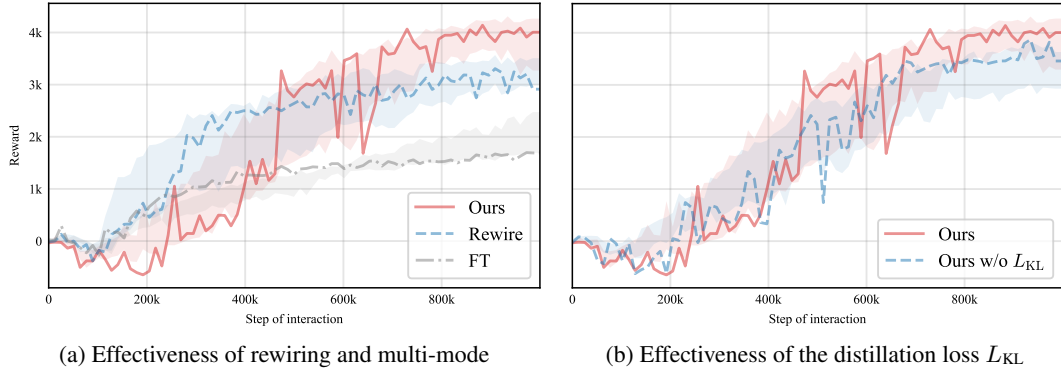 4k
3k
2k
1k
0
Reward
0
200k
400k
600k
800k
Step of interaction
Ours
Rewire
FT
(a) Effectiveness of rewiring and multi-mode
0
200k
400k
600k
800k
Step of interaction
Ours
Ours w/o L_KL
(b) Effectiveness of the distillation loss L_KL